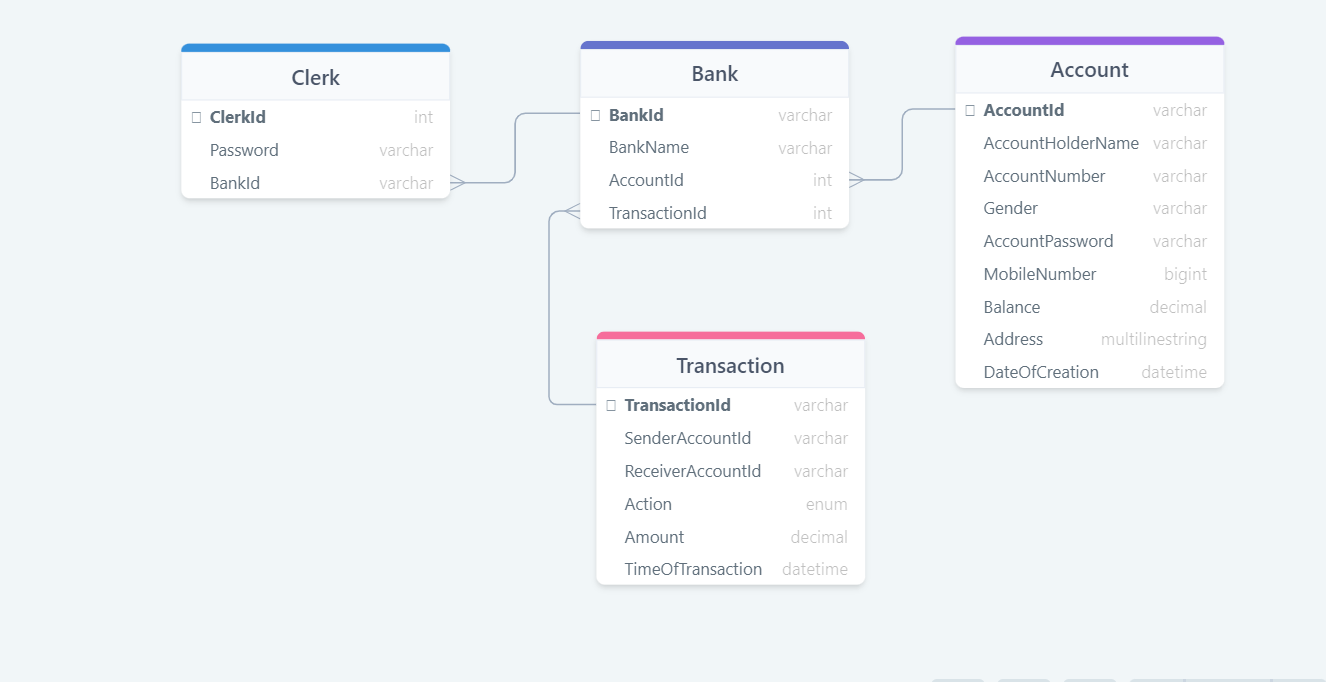 Clerk
ClerkId int
Password varchar
BankId varchar
Bank
BankId varchar
BankName varchar
AccountId int
TransactionId int
Account
AccountId varchar
AccountHolderName varchar
AccountNumber varchar
Gender varchar
AccountPassword varchar
MobileNumber bigint
Balance decimal
Address multilinestring
DateOfCreation datetime
Transaction
TransactionId varchar
SenderAccountId varchar
ReceiverAccountId varchar
Action enum
Amount decimal
TimeOfTransaction datetime